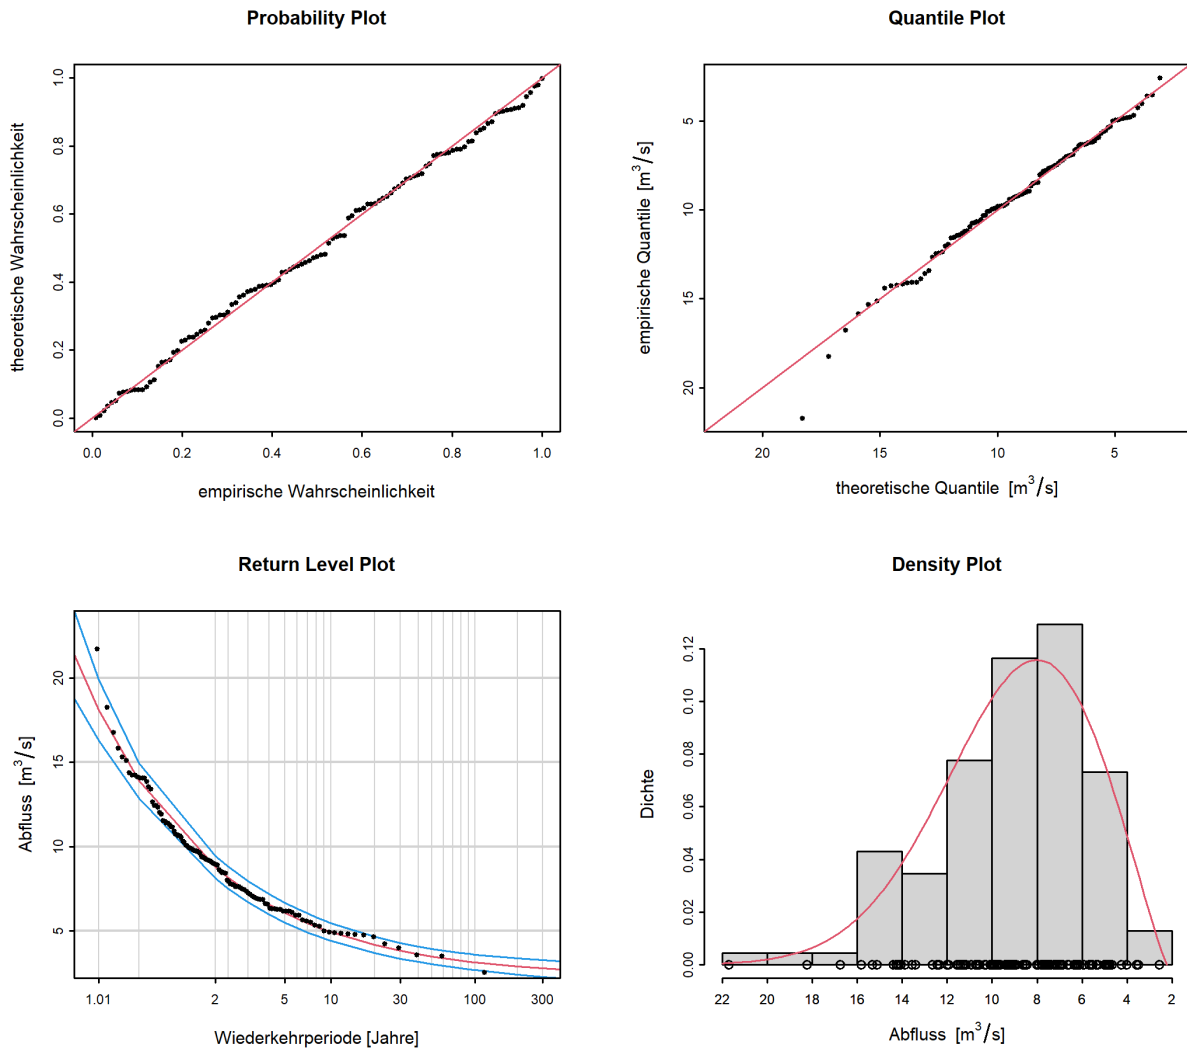 Probability Plot
theoretische Wahrscheinlichkeit
0.0 0.2 0.4 0.6 0.8 1.0
0.0 0.2 0.4 0.6 0.8 1.0
empirische Wahrscheinlichkeit
Quantile Plot
empirische Quantile [m³/s]
5
10
15
20
20 15 10 5
theoretische Quantile [m³/s]
Return Level Plot
Abfluss [m³/s]
20
15
10
5
1.01 2 5 10 30 100 300
Wiederkehrperiode [Jahre]
Density Plot
Dichte
0.00 0.02 0.04 0.06 0.08 0.10 0.12
22 20 18 16 14 12 10 8 6 4 2
Abfluss [m³/s]